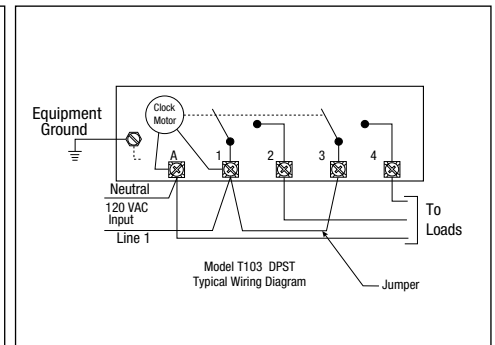 Equipment
Ground
Clock
Motor
A
1
2
3
4
Neutral
120 VAC
Input
Line 1
To
Loads
Model T103 DPST
Typical Wiring Diagram
Jumper